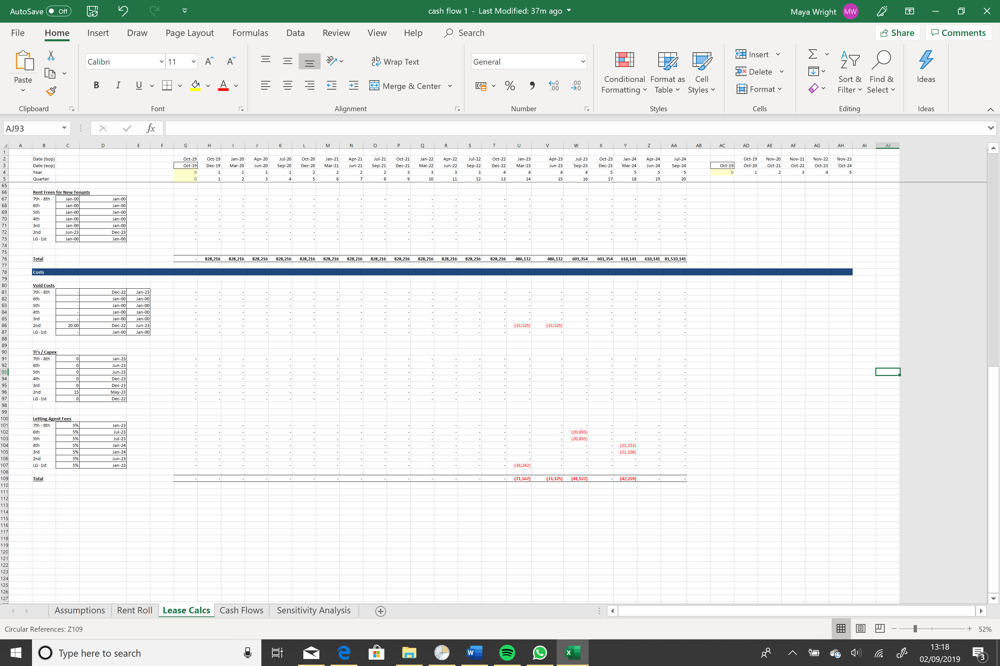 AutoSave Off cash flow 1 - Last Modified: 37m ago Maya Wright MW
File Home Insert Draw Page Layout Formulas Data Review View Help Search Share Comments
Paste Calibri 11 A A ab Wrap Text General Conditional Formatting Format as Table Cell Styles Insert Delete Format Sort & Filter Find & Select Ideas
B I U A Merge & Center % , .00 .00
Clipboard Font Alignment Number Styles Cells Editing Ideas
AJ93 fx
A B C D E F G H I J K L M N O P Q R S T U V W X Y Z AA AB AC AD AE AF AG AH AI AJ
1
2 Date (bop) Oct-19 Oct-19 Jan-20 Apr-20 Jul-20 Oct-20 Jan-21 Apr-21 Jul-21 Oct-21 Jan-22 Apr-22 Jul-22 Oct-22 Jan-23 Apr-23 Jul-23 Oct-23 Jan-24 Apr-24 Jul-24 Oct-19 Nov-20 Nov-21 Nov-22 Nov-23
3 Date (eop) Oct-19 Dec-19 Mar-20 Jun-20 Sep-20 Dec-20 Mar-21 Jun-21 Sep-21 Dec-21 Mar-22 Jun-22 Sep-22 Dec-22 Mar-23 Jun-23 Sep-23 Dec-23 Mar-24 Jun-24 Sep-24 Oct-19 Oct-20 Oct-21 Oct-22 Oct-23 Oct-24
4 Year 0 1 1 1 1 2 2 2 2 3 3 3 3 4 4 4 4 5 5 5 5 0 1 2 3 4 5
5 Quarter 0 1 2 3 4 5 6 7 8 9 10 11 12 13 14 15 16 17 18 19 20
65
66 Rent Frees for New Tenants
67 7th - 8th Jan-00 Jan-00 - - - - - - - - - - - - - - - - - - - - -
68 6th Jan-00 Jan-00 - - - - - - - - - - - - - - - - - - - - -
69 5th Jan-00 Jan-00 - - - - - - - - - - - - - - - - - - - - -
70 4th Jan-00 Jan-00 - - - - - - - - - - - - - - - - - - - - -
71 3rd Jan-00 Jan-00 - - - - - - - - - - - - - - - - - - - - -
72 2nd Jun-23 Dec-23 - - - - - - - - - - - - - - - - - - - - -
73 LG -1st Jan-00 Jan-00 - - - - - - - - - - - - - - - - - - - - -
74
75
76 Total - 828,216 828,216 828,216 828,216 828,216 828,216 828,216 828,216 828,216 828,216 828,216 828,216 828,216 486,132 486,132 601,354 601,354 610,141 610,141 81,510,141
77
78 Costs
79
80 Void Costs
81 7th - 8th - Dec-22 Jan-23 - - - - - - - - - - - - - - - - - - - - -
82 6th - Jan-00 Jan-00 - - - - - - - - - - - - - - - - - - - - -
83 5th - Jan-00 Jan-00 - - - - - - - - - - - - - - - - - - - - -
84 4th - Jan-00 Jan-00 - - - - - - - - - - - - - - - - - - - - -
85 3rd - Jan-00 Jan-00 - - - - - - - - - - - - - - - - - - - - -
86 2nd 20.00 Dec-22 Jun-23 - - - - - - - - - - - - - - (33,325) (33,325) - - - - -
87 LG -1st - Jan-00 Jan-00 - - - - - - - - - - - - - - - - - - - - -
88
89
90 TI's / Capex
91 7th - 8th 0 Jan-23 - - - - - - - - - - - - - - - - - - - - -
92 6th 0 Jun-23 - - - - - - - - - - - - - - - - - - - - -
93 5th 0 Jun-23 - - - - - - - - - - - - - - - - - - - - -
94 4th 0 Dec-23 - - - - - - - - - - - - - - - - - - - - -
95 3rd 0 Dec-23 - - - - - - - - - - - - - - - - - - - - -
96 2nd 15 May-23 - - - - - - - - - - - - - - - - - - - - -
97 LG -1st 0 Dec-22 - - - - - - - - - - - - - - - - - - - - -
98
99
100 Letting Agent Fees
101 7th - 8th 5% Jan-23 - - - - - - - - - - - - - - - - - - - - -
102 6th 5% Jul-23 - - - - - - - - - - - - - - - - (20,693) - - - -
103 5th 5% Jul-23 - - - - - - - - - - - - - - - - (20,835) - - - -
104 4th 5% Jan-24 - - - - - - - - - - - - - - - - - - (21,153) - -
105 3rd 5% Jan-24 - - - - - - - - - - - - - - - - - - (21,106) - -
106 2nd 5% Jun-23 - - - - - - - - - - - - - - - - - - - - -
107 LG -1st 5% Jan-23 - - - - - - - - - - - - - - (38,242) - - - - - -
108
109 Total - - - - - - - - - - - - - - (71,567) (33,325) (41,527) - (42,259) - -
110
111
112
113
114
115
116
117
118
119
120
121
122
123
124
125
126
127
Assumptions Rent Roll Lease Calcs Cash Flows Sensitivity Analysis
Circular References: Z109 52%
Type here to search 13:18
02/09/2019 3